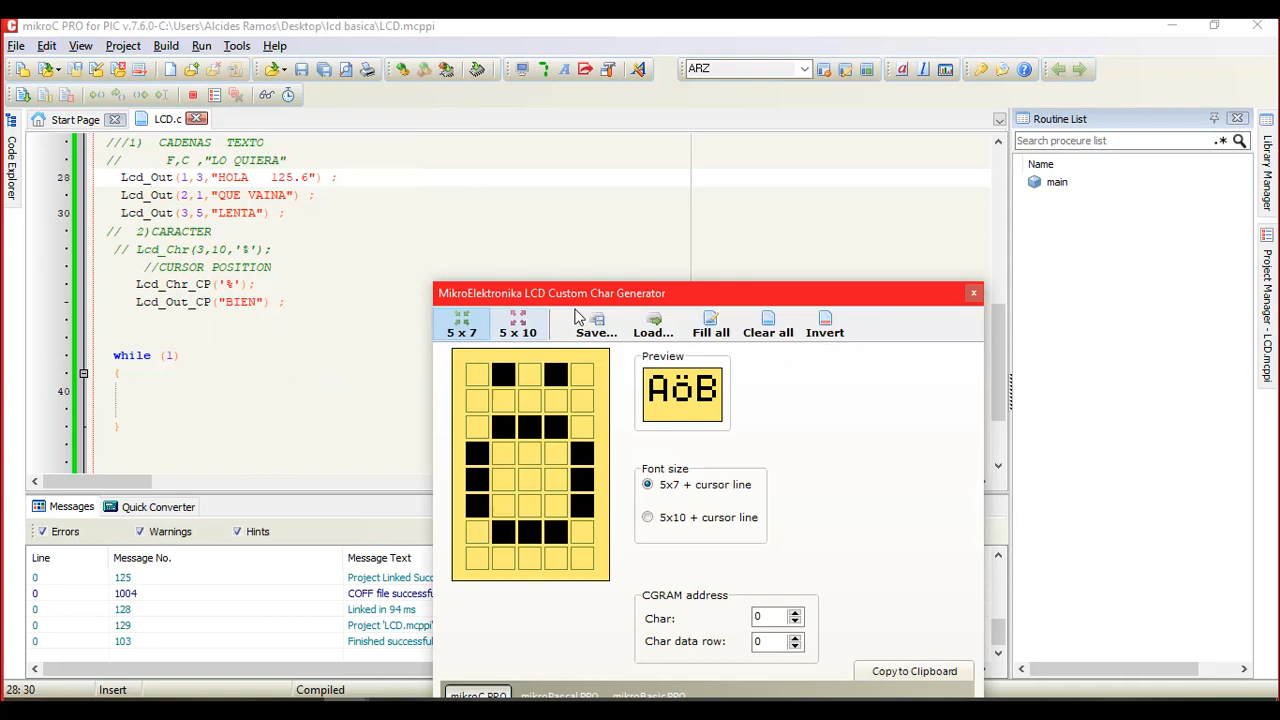 mikroC PRO for PIC v.7.6.0-C:\Users\Alcides Ramos\Desktop\lcd basica\LCD.mcppi
File Edit View Project Build Run Tools Help
ARZ
Start Page LCD.c
Routine List
Search proceure list
Name
main
Code Explorer
Library Manager
Project Manager LCD.mcppi
///1) CADENAS TEXTO
// F,C ,"LO QUIERA"
28 Lcd_Out(1,3,"HOLA 125.6") ;
Lcd_Out(2,1,"QUE VAINA") ;
30 Lcd_Out(3,5,"LENTA") ;
// 2)CARACTER
// Lcd_Chr(3,10,'%');
//CURSOR POSITION
Lcd_Chr_CP('%');
Lcd_Out_CP("BIEN") ;
while (1)
{
40
}
MikroElektronika LCD Custom Char Generator
5 x 7 5 x 10 Save... Load... Fill all Clear all Invert
Preview
AöB
Font size
5x7 + cursor line
5x10 + cursor line
CGRAM address
Char: 0
Char data row: 0
Copy to Clipboard
mikroC PRO mikroPascal PRO mikroBasic PRO
Messages Quick Converter
Errors Warnings Hints
Line Message No. Message Text
0 125 Project Linked Succ
0 1004 COFF file successfu
0 128 Linked in 94 ms
0 129 Project 'LCD.mcppi
0 103 Finished successful
28: 30 Insert Compiled